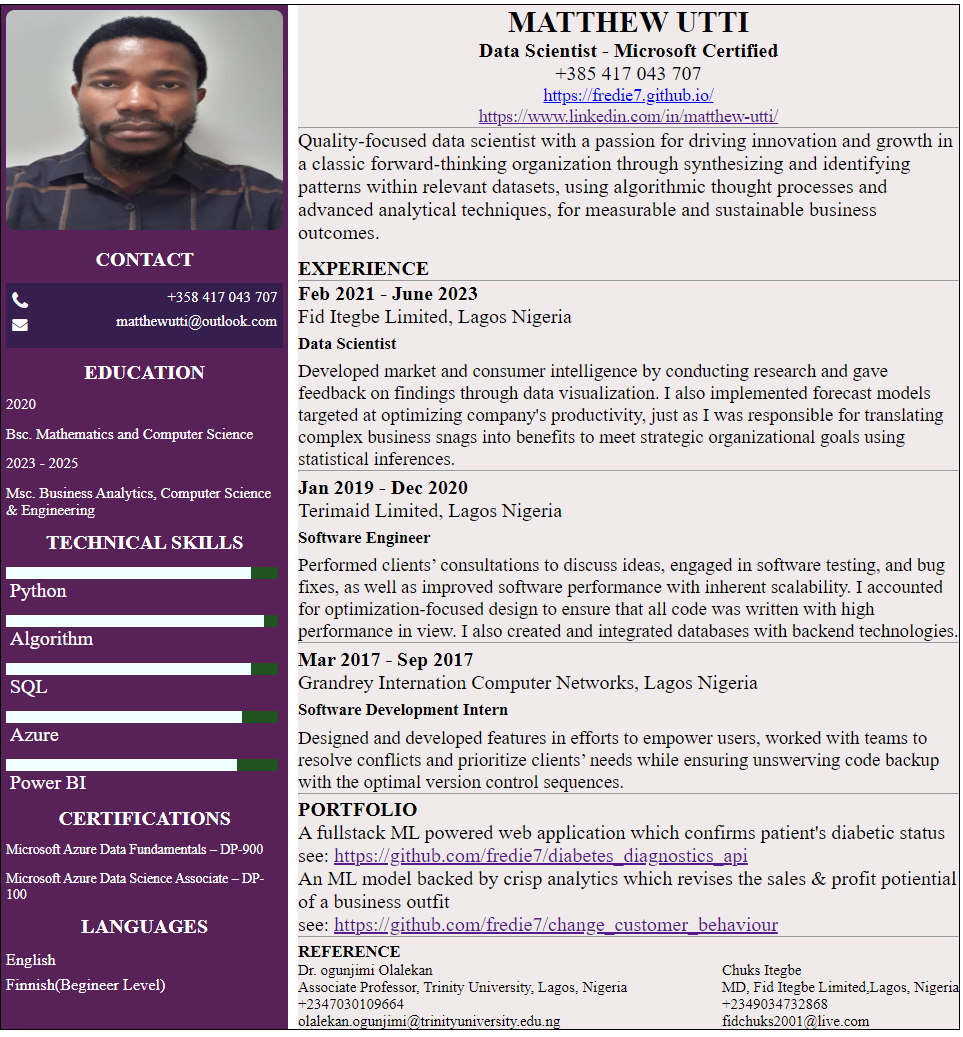 MATTHEW UTTI
Data Scientist - Microsoft Certified
+385 417 043 707
https://fredie7.github.io/
https://www.linkedin.com/in/matthew-utti/
Quality-focused data scientist with a passion for driving innovation and growth in
a classic forward-thinking organization through synthesizing and identifying
patterns within relevant datasets, using algorithmic thought processes and
advanced analytical techniques, for measurable and sustainable business
outcomes.
CONTACT
+358 417 043 707
matthewutti@outlook.com
EDUCATION
2020
Bsc. Mathematics and Computer Science
2023 - 2025
Msc. Business Analytics, Computer Science
& Engineering
TECHNICAL SKILLS
Python
Algorithm
SQL
Azure
Power BI
CERTIFICATIONS
Microsoft Azure Data Fundamentals – DP-900
Microsoft Azure Data Science Associate – DP-
100
LANGUAGES
English
Finnish(Begineer Level)
EXPERIENCE
Feb 2021 - June 2023
Fid Itegbe Limited, Lagos Nigeria
Data Scientist
Developed market and consumer intelligence by conducting research and gave
feedback on findings through data visualization. I also implemented forecast models
targeted at optimizing company's productivity, just as I was responsible for translating
complex business snags into benefits to meet strategic organizational goals using
statistical inferences.
Jan 2019 - Dec 2020
Terimaid Limited, Lagos Nigeria
Software Engineer
Performed clients’ consultations to discuss ideas, engaged in software testing, and bug
fixes, as well as improved software performance with inherent scalability. I accounted
for optimization-focused design to ensure that all code was written with high
performance in view. I also created and integrated databases with backend technologies.
Mar 2017 - Sep 2017
Grandrey Internation Computer Networks, Lagos Nigeria
Software Development Intern
Designed and developed features in efforts to empower users, worked with teams to
resolve conflicts and prioritize clients’ needs while ensuring unswerving code backup
with the optimal version control sequences.
PORTFOLIO
A fullstack ML powered web application which confirms patient's diabetic status
see: https://github.com/fredie7/diabetes_diagnostics_api
An ML model backed by crisp analytics which revises the sales & profit potiential
of a business outfit
see: https://github.com/fredie7/change_customer_behaviour
REFERENCE
Dr. ogunjimi Olalekan
Associate Professor, Trinity University, Lagos, Nigeria
+2347030109664
olalekan.ogunjimi@trinityuniversity.edu.ng
Chuks Itegbe
MD, Fid Itegbe Limited,Lagos, Nigeria
+2349034732868
fidchuks2001@live.com